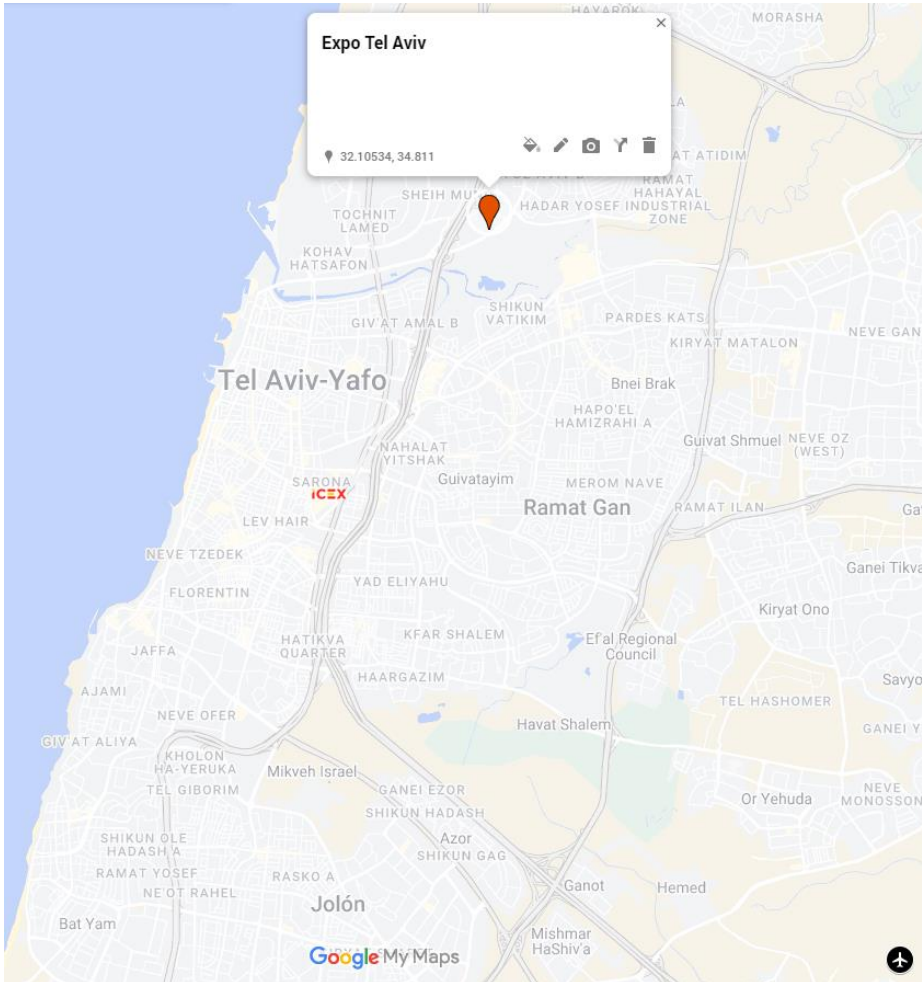 HAYAROK
MORASHA
Expo Tel Aviv
32.10534, 34.811
AT ATIDIM
RAMAT
HAHAYAL
INDUSTRIAL
ZONE
HADAR YOSEF
TOCHNIT
LAMED
KOHAV
HATSAFON
SHIKUN
VATIKIM
GIV'AT AMAL B
PARDES KATS
KIRYAT MATALON
NEVE GAN
Tel Aviv-Yafo
Bnei Brak
HAPO'EL
HAMIZRAHI A
Guivat Shmuel
NEVE OZ
(WEST)
NAHALAT
YITSHAK
Guivatayim
MEROM NAVE
SARONA
iCEX
Ramat Gan
RAMAT ILAN
LEV HAIR
NEVE TZEDEK
FLORENTIN
YAD ELIYAHU
Ganei Tikva
Kiryat Ono
KFAR SHALEM
HATIKVA
QUARTER
Ef'al Regional
Council
JAFFA
HAARGAZIM
Savyo
AJAMI
TEL HASHOMER
NEVE OFER
Havat Shalem
GANEI Y
GIV'AT ALIYA
KHOLON
HA-YERUKA
Mikveh Israel
TEL GIBORIM
GANEI EZOR
Or Yehuda
NEVE
MONOSSON
SHIKUN HADASH
SHIKUN OLE
HADASH A
Azor
SHIKUN GAG
RAMAT YOSEF
RASKO A
NE'OT RAHEL
Ganot
Hemed
Jolón
Bat Yam
Mishmar
HaShiv'a
Google My Maps